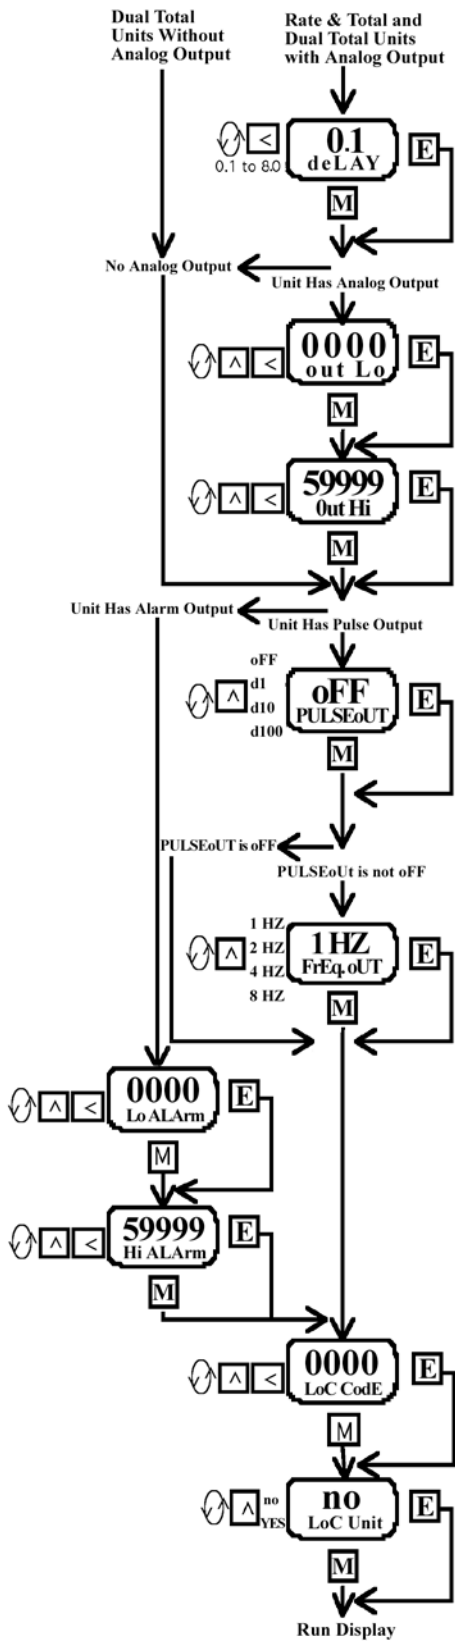 Dual Total
Units Without
Analog Output
Rate & Total and
Dual Total Units
with Analog Output
<
0.1 to 8.0
0.1
deLAY
E
M
No Analog Output
Unit Has Analog Output
^ <
0000
out Lo
E
M
^ <
59999
0ut Hi
E
M
Unit Has Alarm Output
Unit Has Pulse Output
^
oFF
d1
d10
d100
oFF
PULSEoUT
E
M
PULSEoUT is oFF
PULSEoUt is not oFF
^
1 HZ
2 HZ
4 HZ
8 HZ
1 HZ
FrEq.oUT
E
M
^ <
0000
Lo ALArm
E
M
^ <
59999
Hi ALArm
E
M
^ <
0000
LoC CodE
E
M
^
no
YES
no
LoC Unit
E
M
Run Display